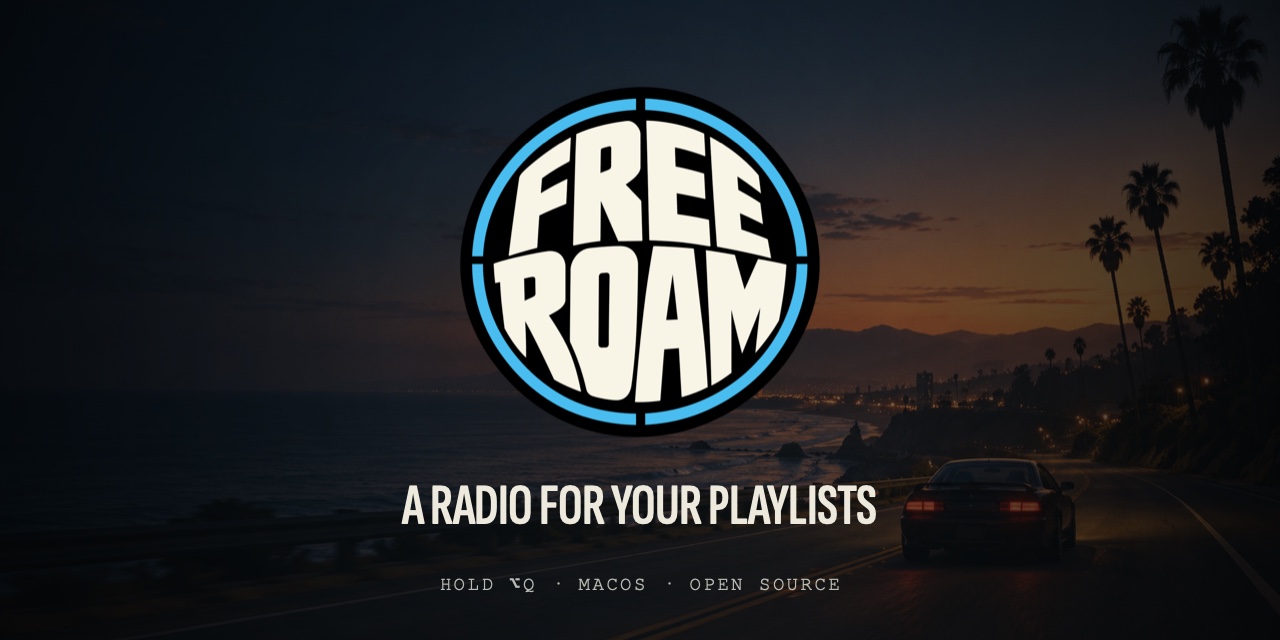 FREE
ROAM
A RADIO FOR YOUR PLAYLISTS
HOLD ⌥Q · MACOS · OPEN SOURCE